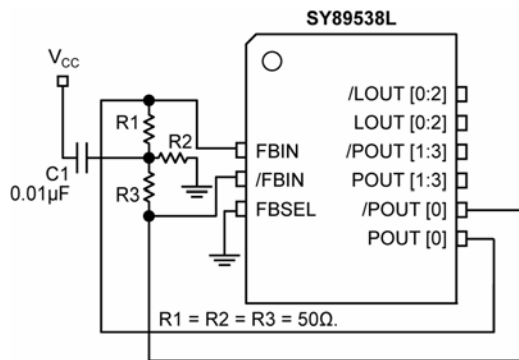 SY89538L
VCC
R1
R2
R3
C1
0.01µF
FBIN
/FBIN
FBSEL
/LOUT [0:2]
LOUT [0:2]
/POUT [1:3]
POUT [1:3]
/POUT [0]
POUT [0]
R1 = R2 = R3 = 50Ω.